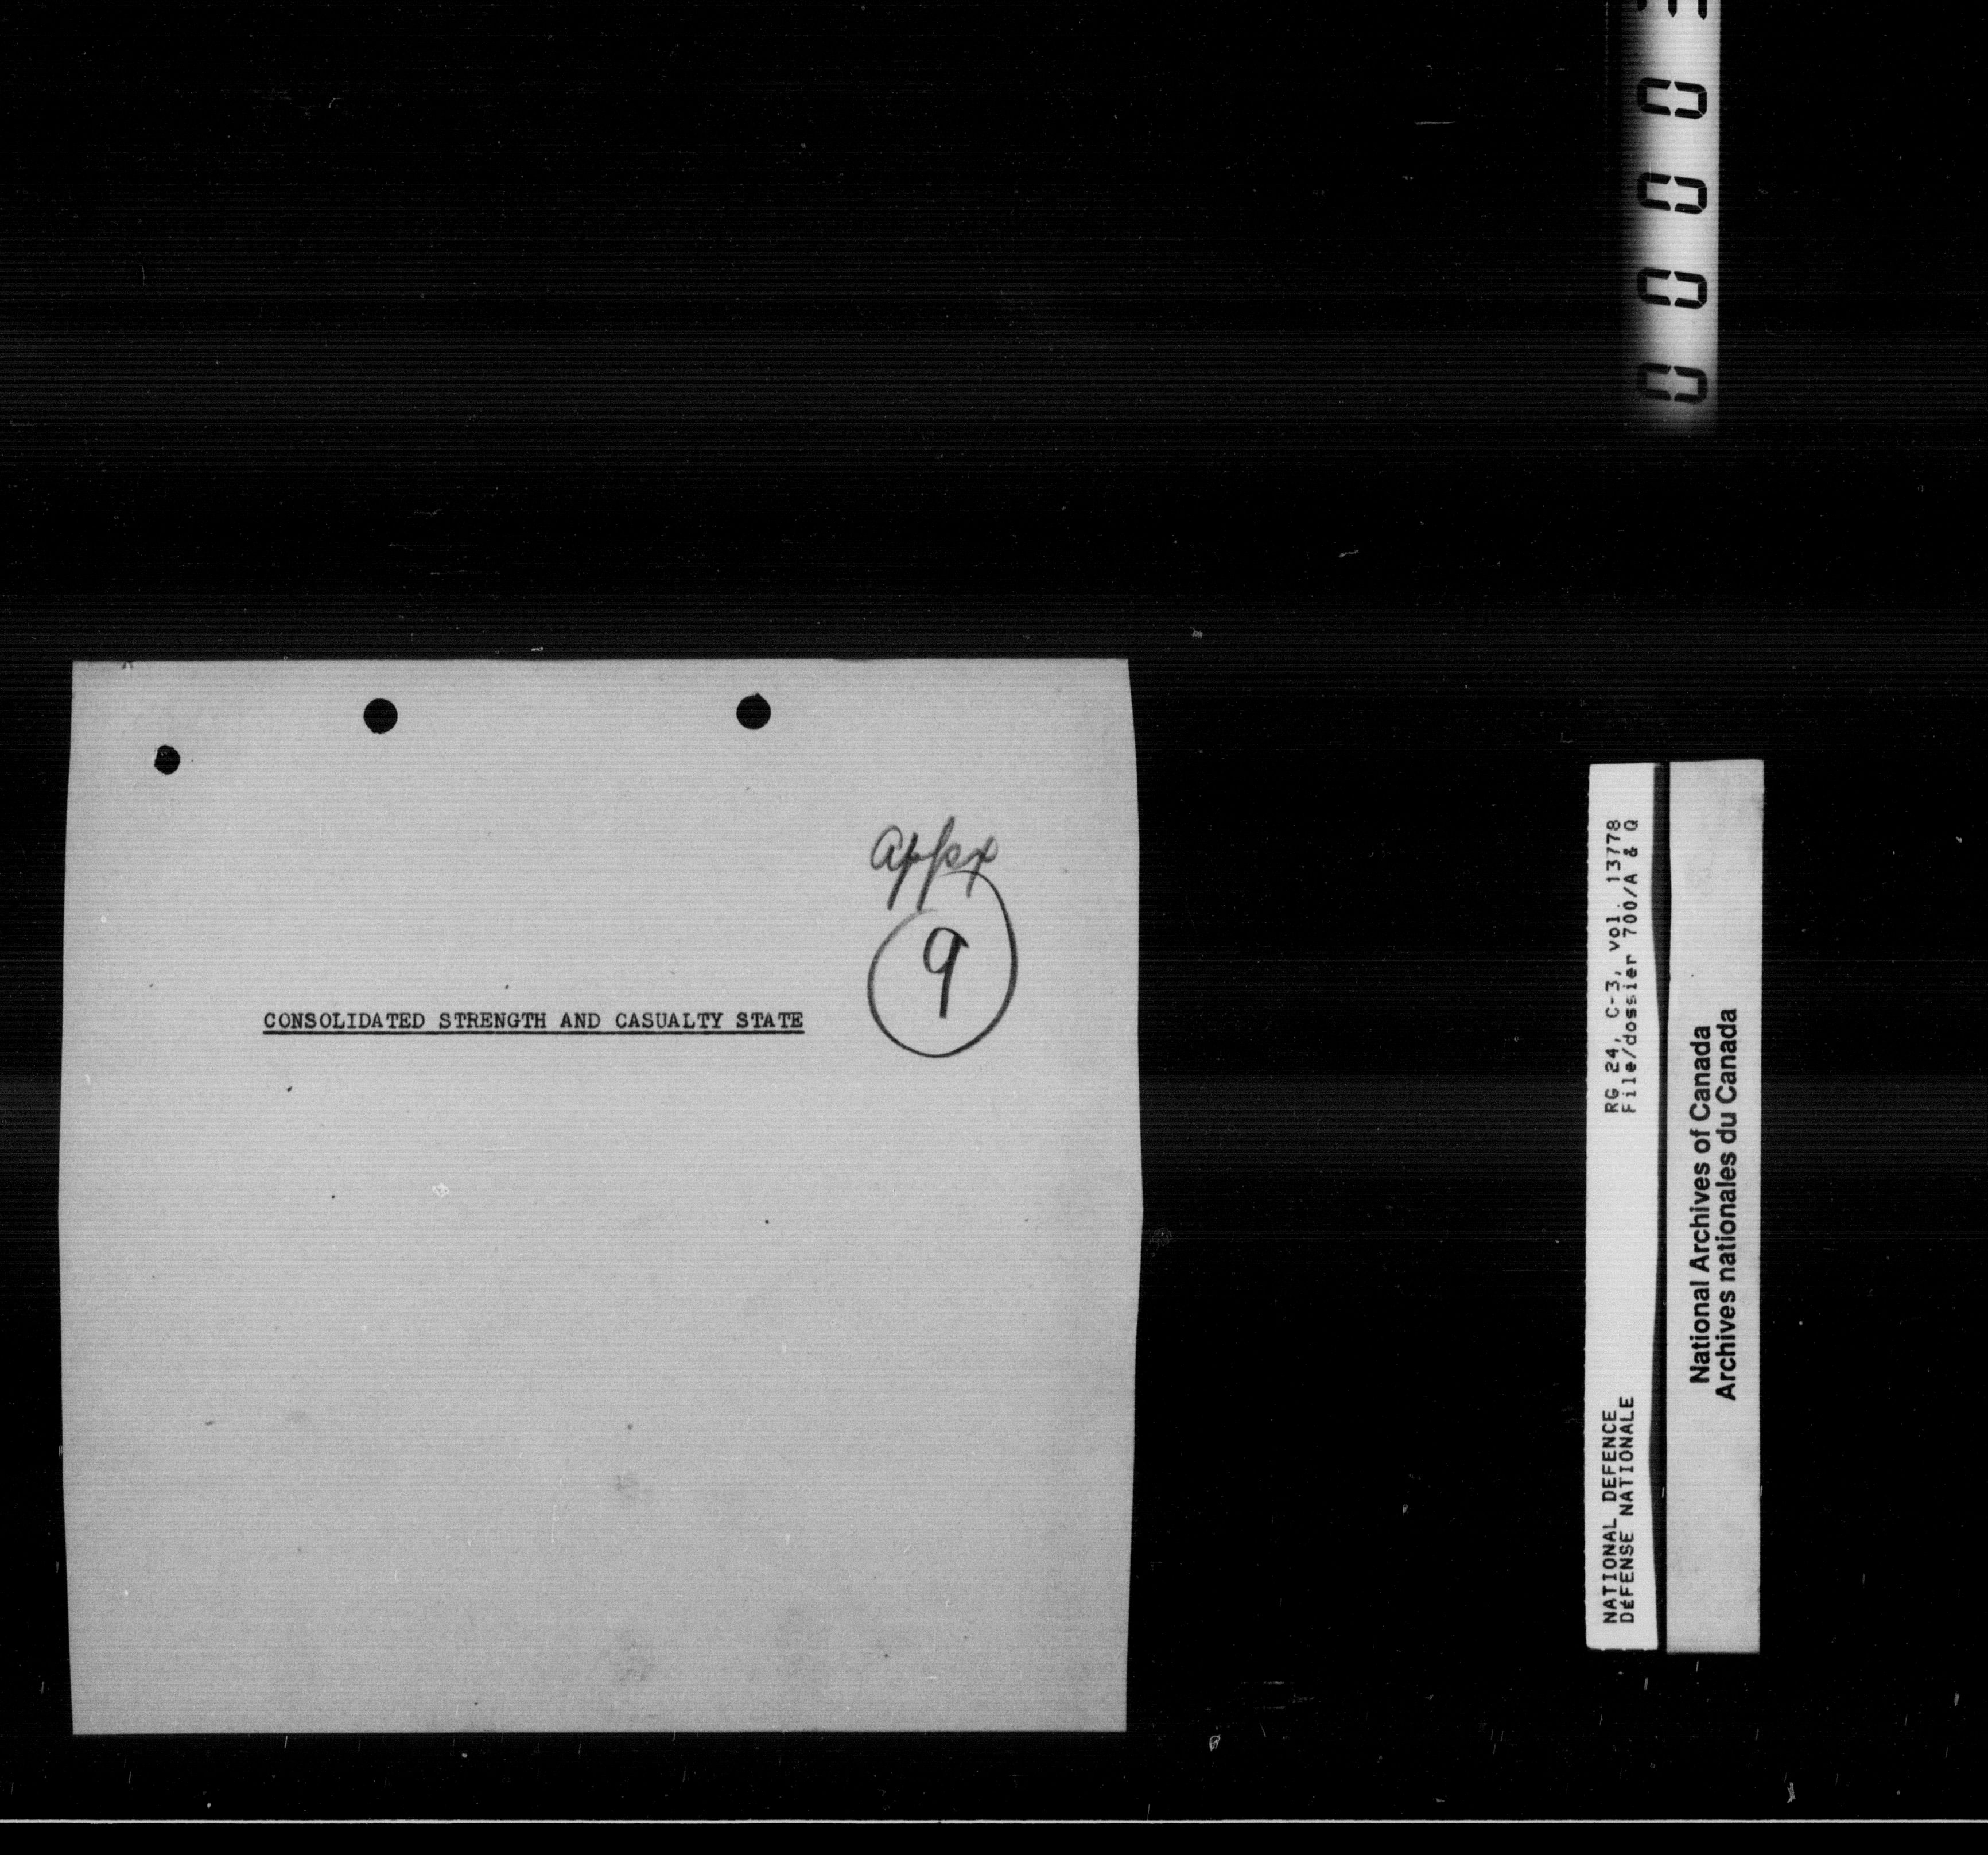 Appx
9
CONSOLIDATED STRENGTH AND CASUALTY STATE
0000
NATIONAL DEFENCE RG 24, C-3, vol. 13778
DÉFENSE NATIONALE File/dossier 700/A & Q
National Archives of Canada
Archives nationales du Canada